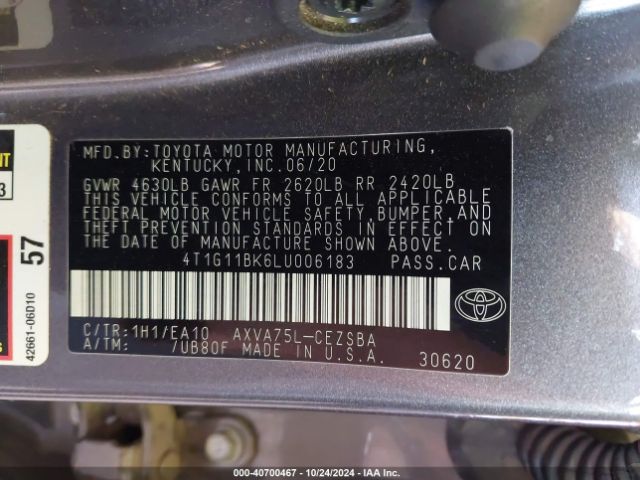 MFD.BY:TOYOTA MOTOR MANUFACTURING,
KENTUCKY,INC.06/20
GVWR 4630LB GAWR FR 2620LB RR 2420LB
THIS VEHICLE CONFORMS TO ALL APPLICABLE
FEDERAL MOTOR VEHICLE SAFETY,BUMPER,AND
THEFT PREVENTION STANDARDS IN EFFECT ON
THE DATE OF MANUFACTURE SHOWN ABOVE.
4T1G11BK6LU006183 PASS.CAR
C/TR:1H1/EA10 AXVA75L-CEZSBA
A/TM: 7UB80F MADE IN U.S.A. 30620
TOYOTA
57
42661-06D10
3
000-40700467 • 10/24/2024 • IAA Inc.